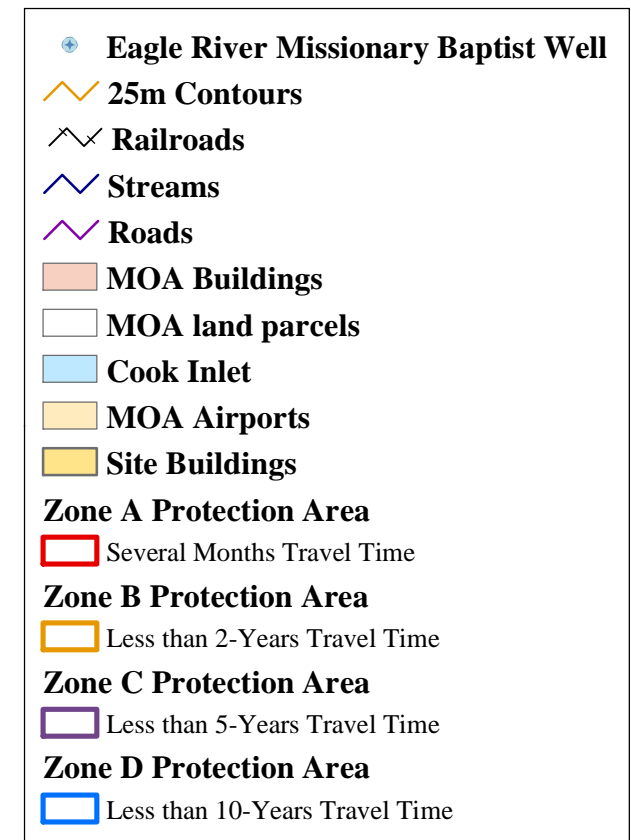 Eagle River Missionary Baptist Well
25m Contours
Railroads
Streams
Roads
MOA Buildings
MOA land parcels
Cook Inlet
MOA Airports
Site Buildings
Zone A Protection Area
Several Months Travel Time
Zone B Protection Area
Less than 2-Years Travel Time
Zone C Protection Area
Less than 5-Years Travel Time
Zone D Protection Area
Less than 10-Years Travel Time